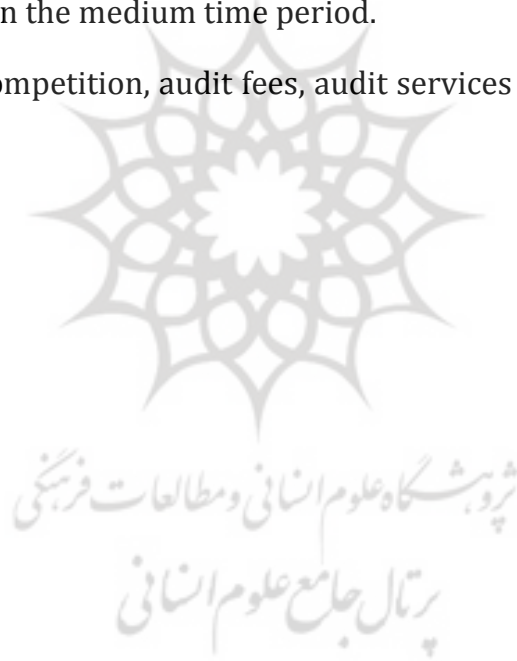 n the medium time period.
ompetition, audit fees, audit services
پژوهشگاه علوم انسانی و مطالعات فرهنگی
پرتال جامع علوم انسانی